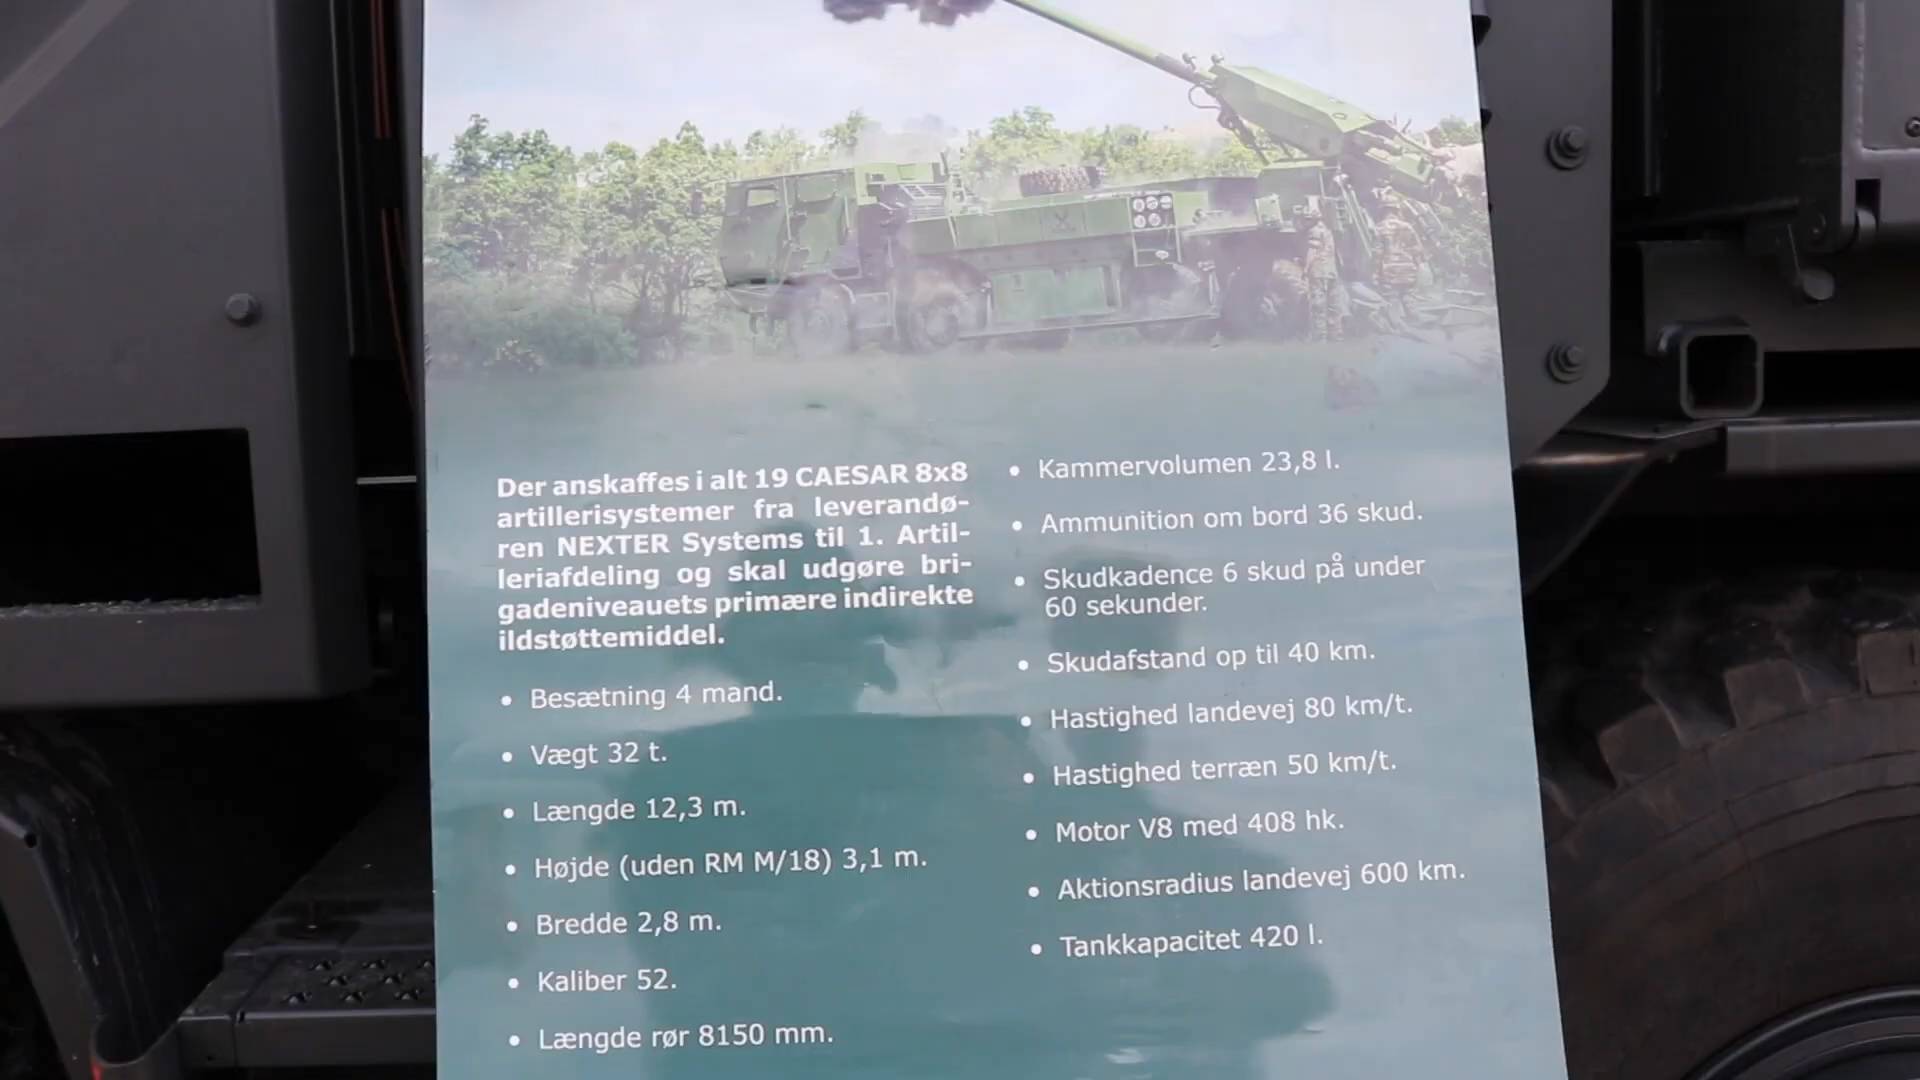 Der anskaffes i alt 19 CAESAR 8x8
artillerisystemer fra leverandø-
ren NEXTER Systems til 1. Artil-
leriafdeling og skal udgøre bri-
gadeniveauets primære indirekte
ildstøttemiddel.
• Besætning 4 mand.
• Vægt 32 t.
• Længde 12,3 m.
• Højde (uden RM M/18) 3,1 m.
• Bredde 2,8 m.
• Kaliber 52.
• Længde rør 8150 mm.
• Kammervolumen 23,8 l.
• Ammunition om bord 36 skud.
• Skudkadence 6 skud på under
60 sekunder.
• Skudafstand op til 40 km.
• Hastighed landevej 80 km/t.
• Hastighed terræn 50 km/t.
• Motor V8 med 408 hk.
• Aktionsradius landevej 600 km.
• Tankkapacitet 420 l.